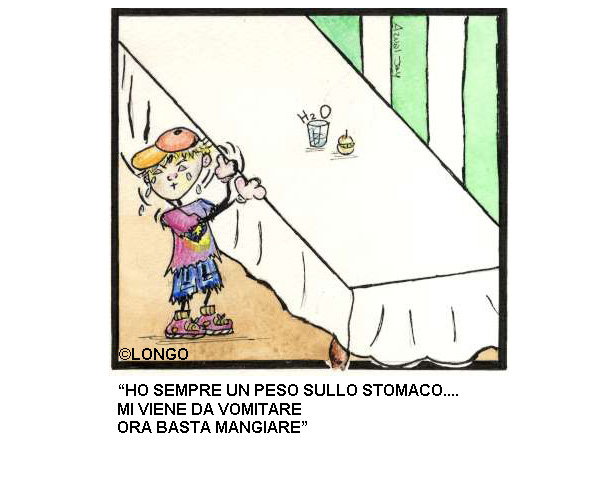 H2O
©LONGO
“HO SEMPRE UN PESO SULLO STOMACO....
MI VIENE DA VOMITARE
ORA BASTA MANGIARE”